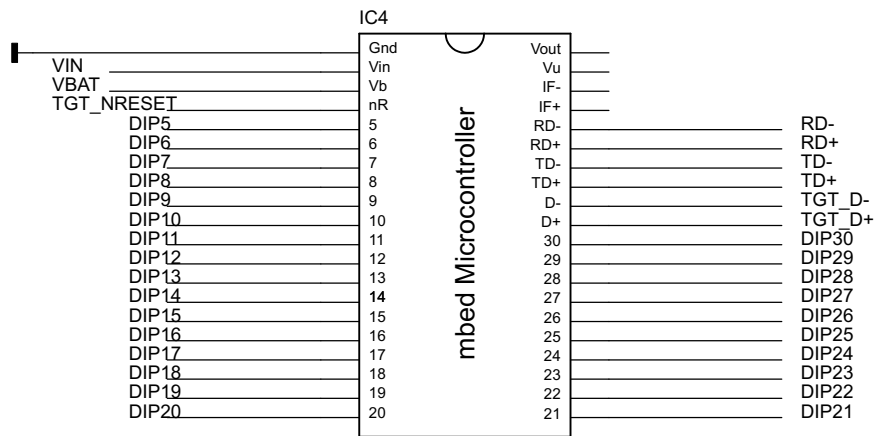 IC4
Gnd Vout
VIN Vin Vu
VBAT Vb IF-
TGT_NRESET nR IF+
DIP5 5 RD- RD-
DIP6 6 RD+ RD+
DIP7 7 TD- TD-
DIP8 8 TD+ TD+
DIP9 9 D- TGT_D-
DIP10 10 D+ TGT_D+
DIP11 11 30 DIP30
DIP12 12 29 DIP29
DIP13 13 28 DIP28
DIP14 14 27 DIP27
DIP15 15 26 DIP26
DIP16 16 25 DIP25
DIP17 17 24 DIP24
DIP18 18 23 DIP23
DIP19 19 22 DIP22
DIP20 20 21 DIP21
mbed Microcontroller